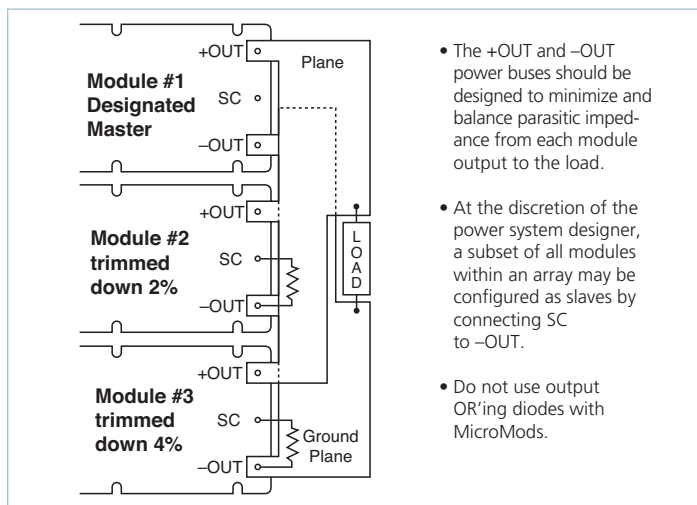 +OUT
Plane
Module #1
Designated
Master
SC
–OUT
+OUT
Module #2
trimmed
down 2%
SC
–OUT
LOAD
+OUT
Module #3
trimmed
down 4%
SC
Ground
Plane
–OUT
• The +OUT and –OUT
power buses should be
designed to minimize and
balance parasitic imped-
ance from each module
output to the load.
• At the discretion of the
power system designer,
a subset of all modules
within an array may be
configured as slaves by
connecting SC
to –OUT.
• Do not use output
OR’ing diodes with
MicroMods.